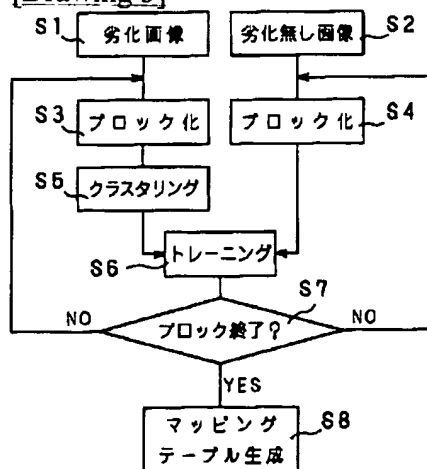 S1 劣化画像
劣化無し画像 S2
S3 ブロック化
ブロック化 S4
S5 クラスタリング
トレーニング
S6
S7
NO ブロック終了? NO
YES
マッピング
テーブル生成
S8